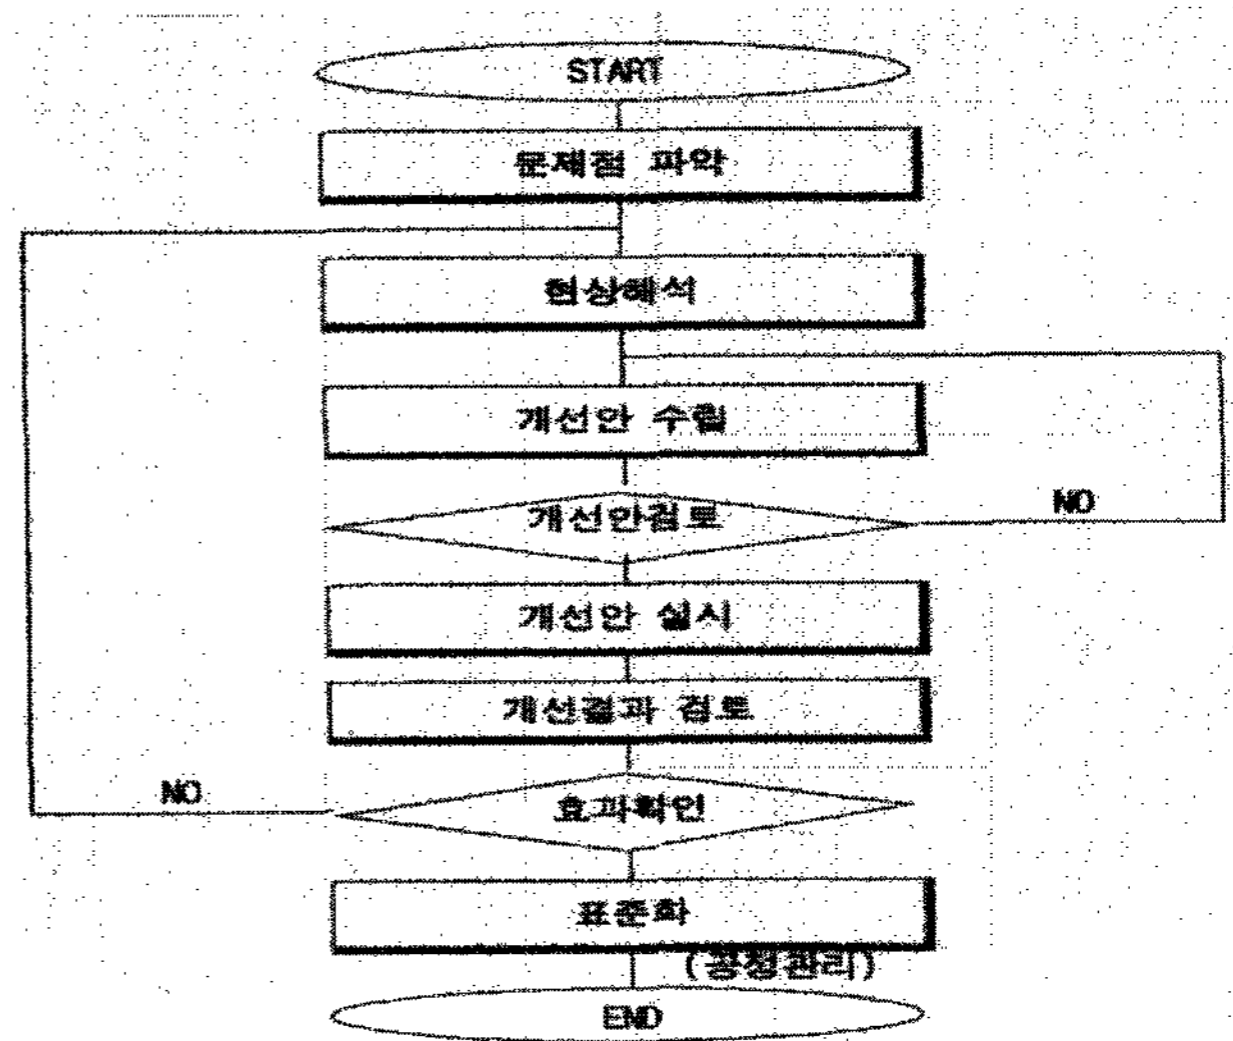 START
문제점 파악
현상해석
개선안 수립
개선안검토
NO
개선안 실시
개선결과 검토
NO
효과확인
표준화
(공정관리)
END